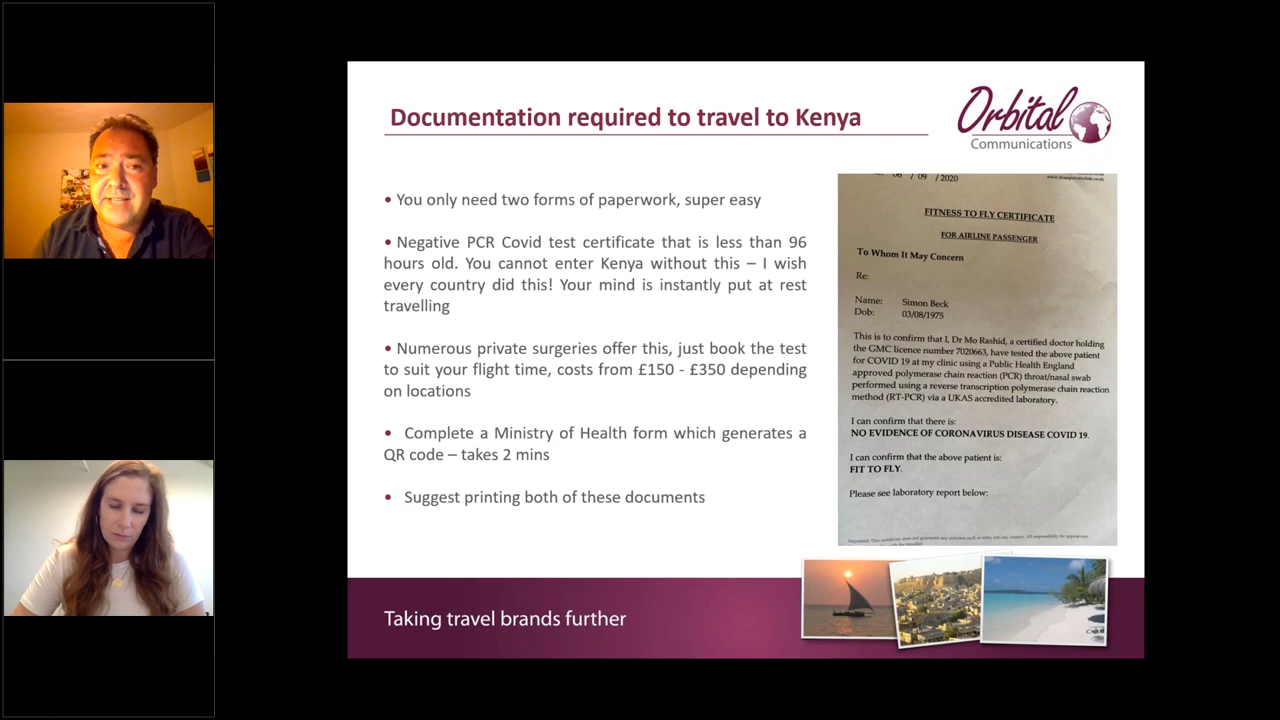 Documentation required to travel to Kenya
Orbital
Communications
• You only need two forms of paperwork, super easy
• Negative PCR Covid test certificate that is less than 96
hours old. You cannot enter Kenya without this – I wish
every country did this! Your mind is instantly put at rest
travelling
• Numerous private surgeries offer this, just book the test
to suit your flight time, costs from £150 - £350 depending
on locations
• Complete a Ministry of Health form which generates a
QR code – takes 2 mins
• Suggest printing both of these documents
06 / 09 / 2020
FITNESS TO FLY CERTIFICATE
FOR AIRLINE PASSENGER
To Whom It May Concern
Re:
Name: Simon Beck
Dob: 03/08/1975
This is to confirm that I, Dr Mo Rashid, a certified doctor holding
the GMC licence number 7020663, have tested the above patient
for COVID 19 at my clinic using a Public Health England
approved polymerase chain reaction (PCR) throat/nasal swab
performed using a reverse transcription polymerase chain reaction
method (RT-PCR) via a UKAS accredited laboratory.
I can confirm that there is:
NO EVIDENCE OF CORONAVIRUS DISEASE COVID 19.
I can confirm that the above patient is:
FIT TO FLY.
Please see laboratory report below:
Taking travel brands further